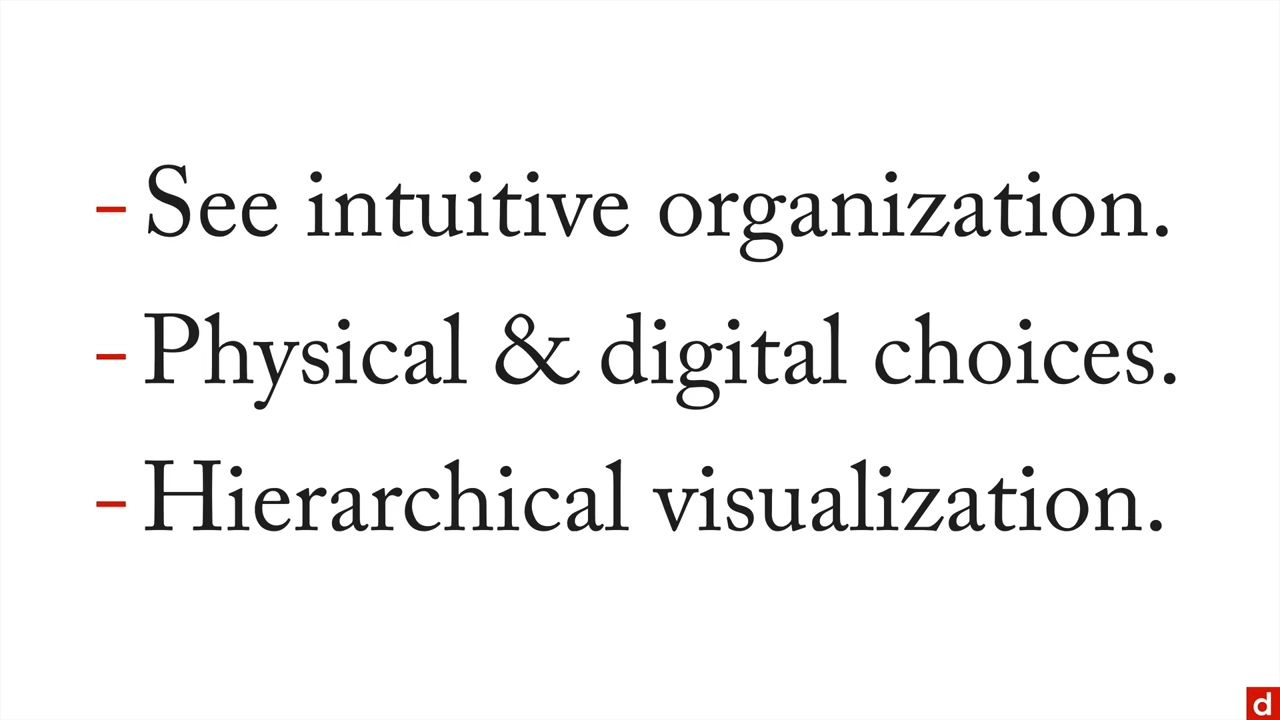 - See intuitive organization.
- Physical & digital choices.
- Hierarchical visualization.
d